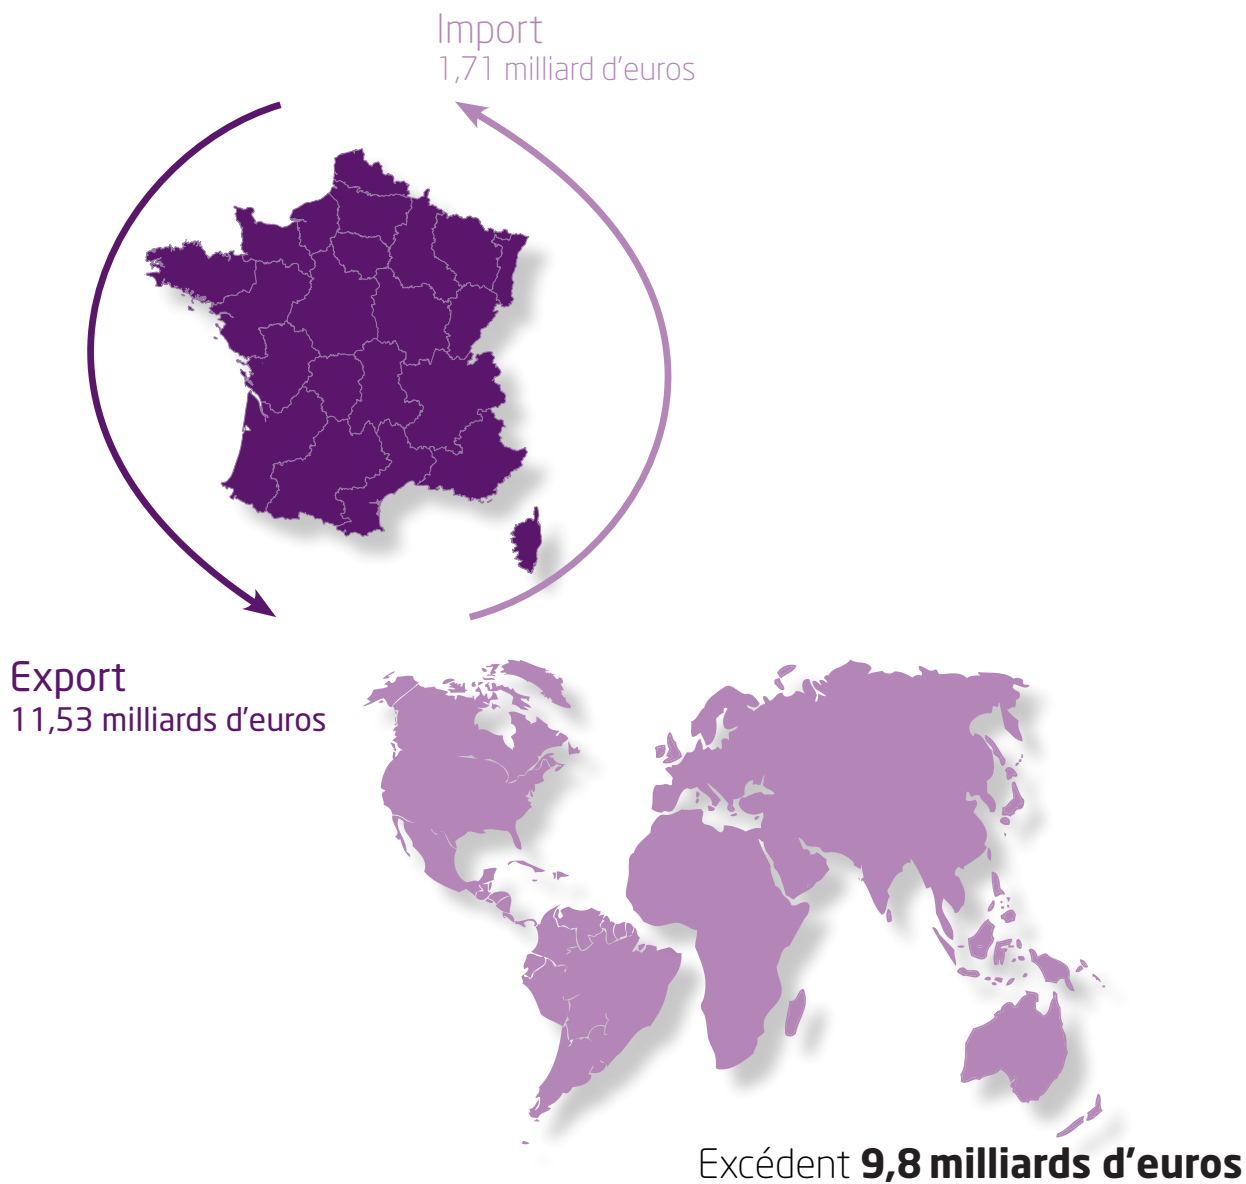 Import
1,71 milliard d'euros
Export
11,53 milliards d'euros
Excédent 9,8 milliards d'euros